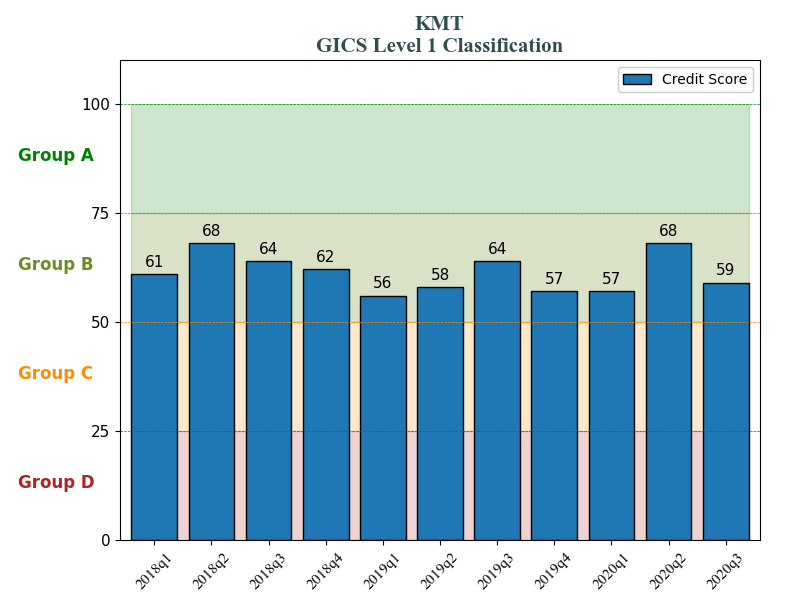 KMT
GICS Level 1 Classification
Credit Score
100
Group A
75
68
68
64
64
62
61
59
58
57
57
56
Group B
50
Group C
25
Group D
0
2018q1
2018q2
2018q3
2018q4
2019q1
2019q2
2019q3
2019q4
2020q1
2020q2
2020q3